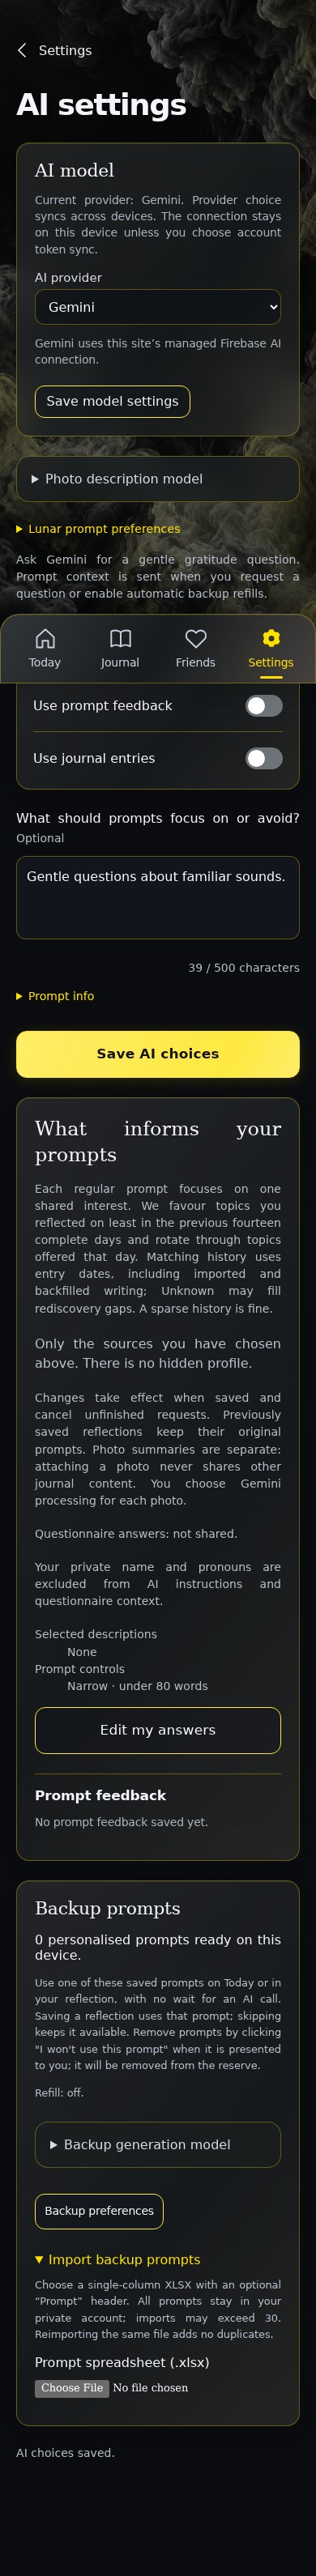 Settings
AI settings
AI model
Current provider: Gemini. Provider choice
syncs across devices. The connection stays
on this device unless you choose account
token sync.
AI provider
Gemini
Gemini uses this site’s managed Firebase AI
connection.
Save model settings
Photo description model
Lunar prompt preferences
Ask Gemini for a gentle gratitude question.
Prompt context is sent when you request a
question or enable automatic backup refills.
Today
Journal
Friends
Settings
Use prompt feedback
Use journal entries
What should prompts focus on or avoid?
Optional
Gentle questions about familiar sounds.
39 / 500 characters
Prompt info
Save AI choices
What informs your
prompts
Each regular prompt focuses on one
shared interest. We favour topics you
reflected on least in the previous fourteen
complete days and rotate through topics
offered that day. Matching history uses
entry dates, including imported and
backfilled writing; Unknown may fill
rediscovery gaps. A sparse history is fine.
Only the sources you have chosen
above. There is no hidden profile.
Changes take effect when saved and
cancel unfinished requests. Previously
saved reflections keep their original
prompts. Photo summaries are separate:
attaching a photo never shares other
journal content. You choose Gemini
processing for each photo.
Questionnaire answers: not shared.
Your private name and pronouns are
excluded from AI instructions and
questionnaire context.
Selected descriptions
None
Prompt controls
Narrow · under 80 words
Edit my answers
Prompt feedback
No prompt feedback saved yet.
Backup prompts
0 personalised prompts ready on this
device.
Use one of these saved prompts on Today or in
your reflection, with no wait for an AI call.
Saving a reflection uses that prompt; skipping
keeps it available. Remove prompts by clicking
"I won't use this prompt" when it is presented
to you; it will be removed from the reserve.
Refill: off.
Backup generation model
Backup preferences
Import backup prompts
Choose a single-column XLSX with an optional
“Prompt” header. All prompts stay in your
private account; imports may exceed 30.
Reimporting the same file adds no duplicates.
Prompt spreadsheet (.xlsx)
Choose File No file chosen
AI choices saved.